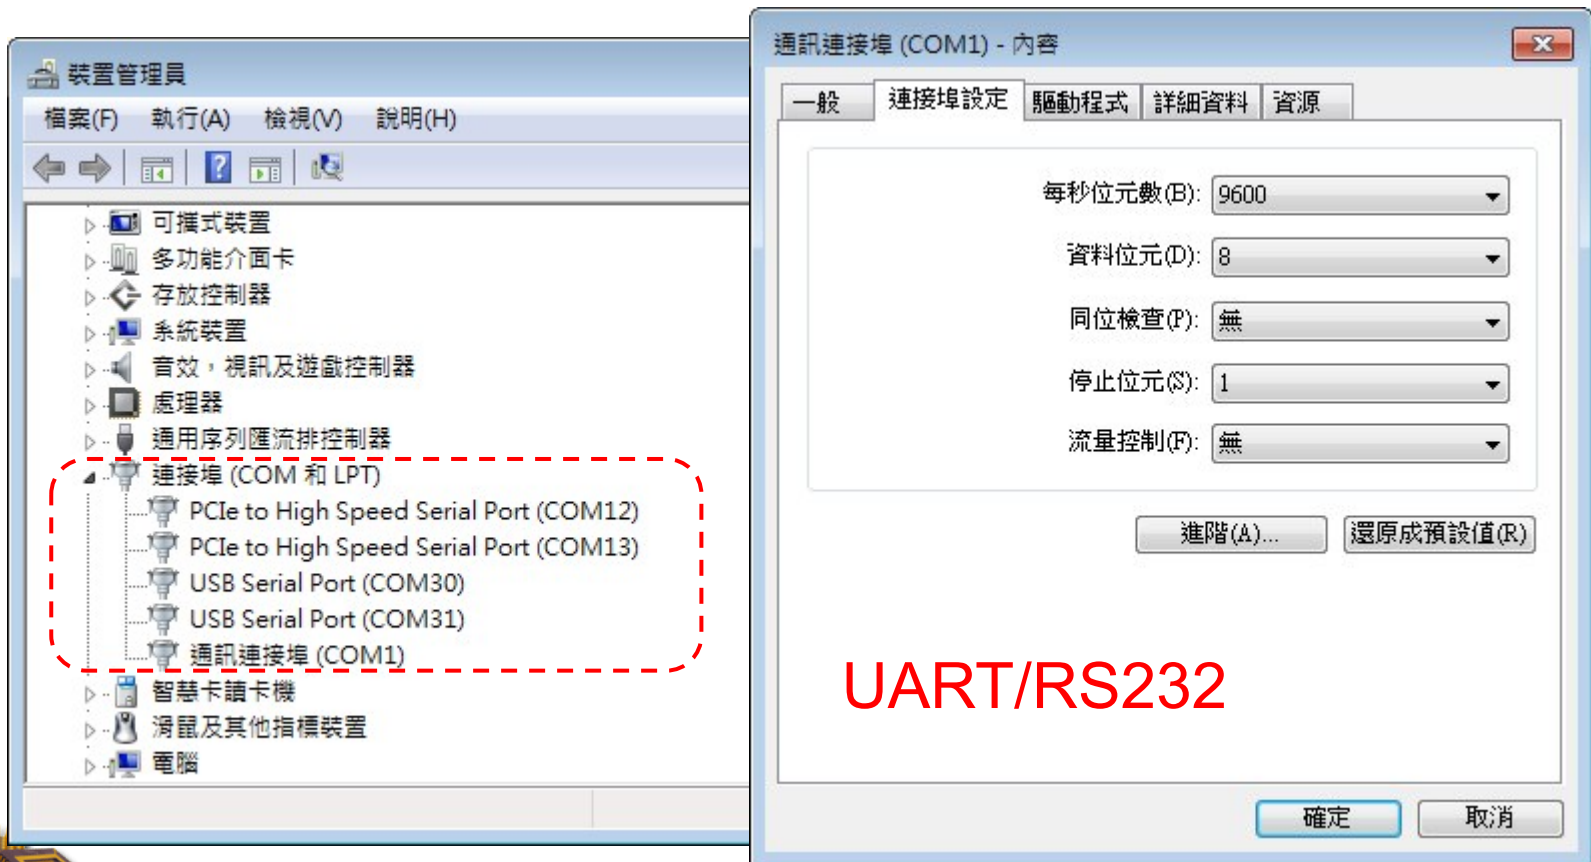 裝置管理員
檔案(F) 執行(A) 檢視(V) 說明(H)
可攜式裝置
多功能介面卡
存放控制器
系統裝置
音效，視訊及遊戲控制器
處理器
通用序列匯流排控制器
連接埠 (COM 和 LPT)
PCIe to High Speed Serial Port (COM12)
PCIe to High Speed Serial Port (COM13)
USB Serial Port (COM30)
USB Serial Port (COM31)
通訊連接埠 (COM1)
智慧卡讀卡機
滑鼠及其他指標裝置
電腦
通訊連接埠 (COM1) - 內容
一般 連接埠設定 驅動程式 詳細資料 資源
每秒位元數(B): 9600
資料位元(D): 8
同位檢查(P): 無
停止位元(S): 1
流量控制(F): 無
進階(A)... 還原成預設值(R)
UART/RS232
確定 取消